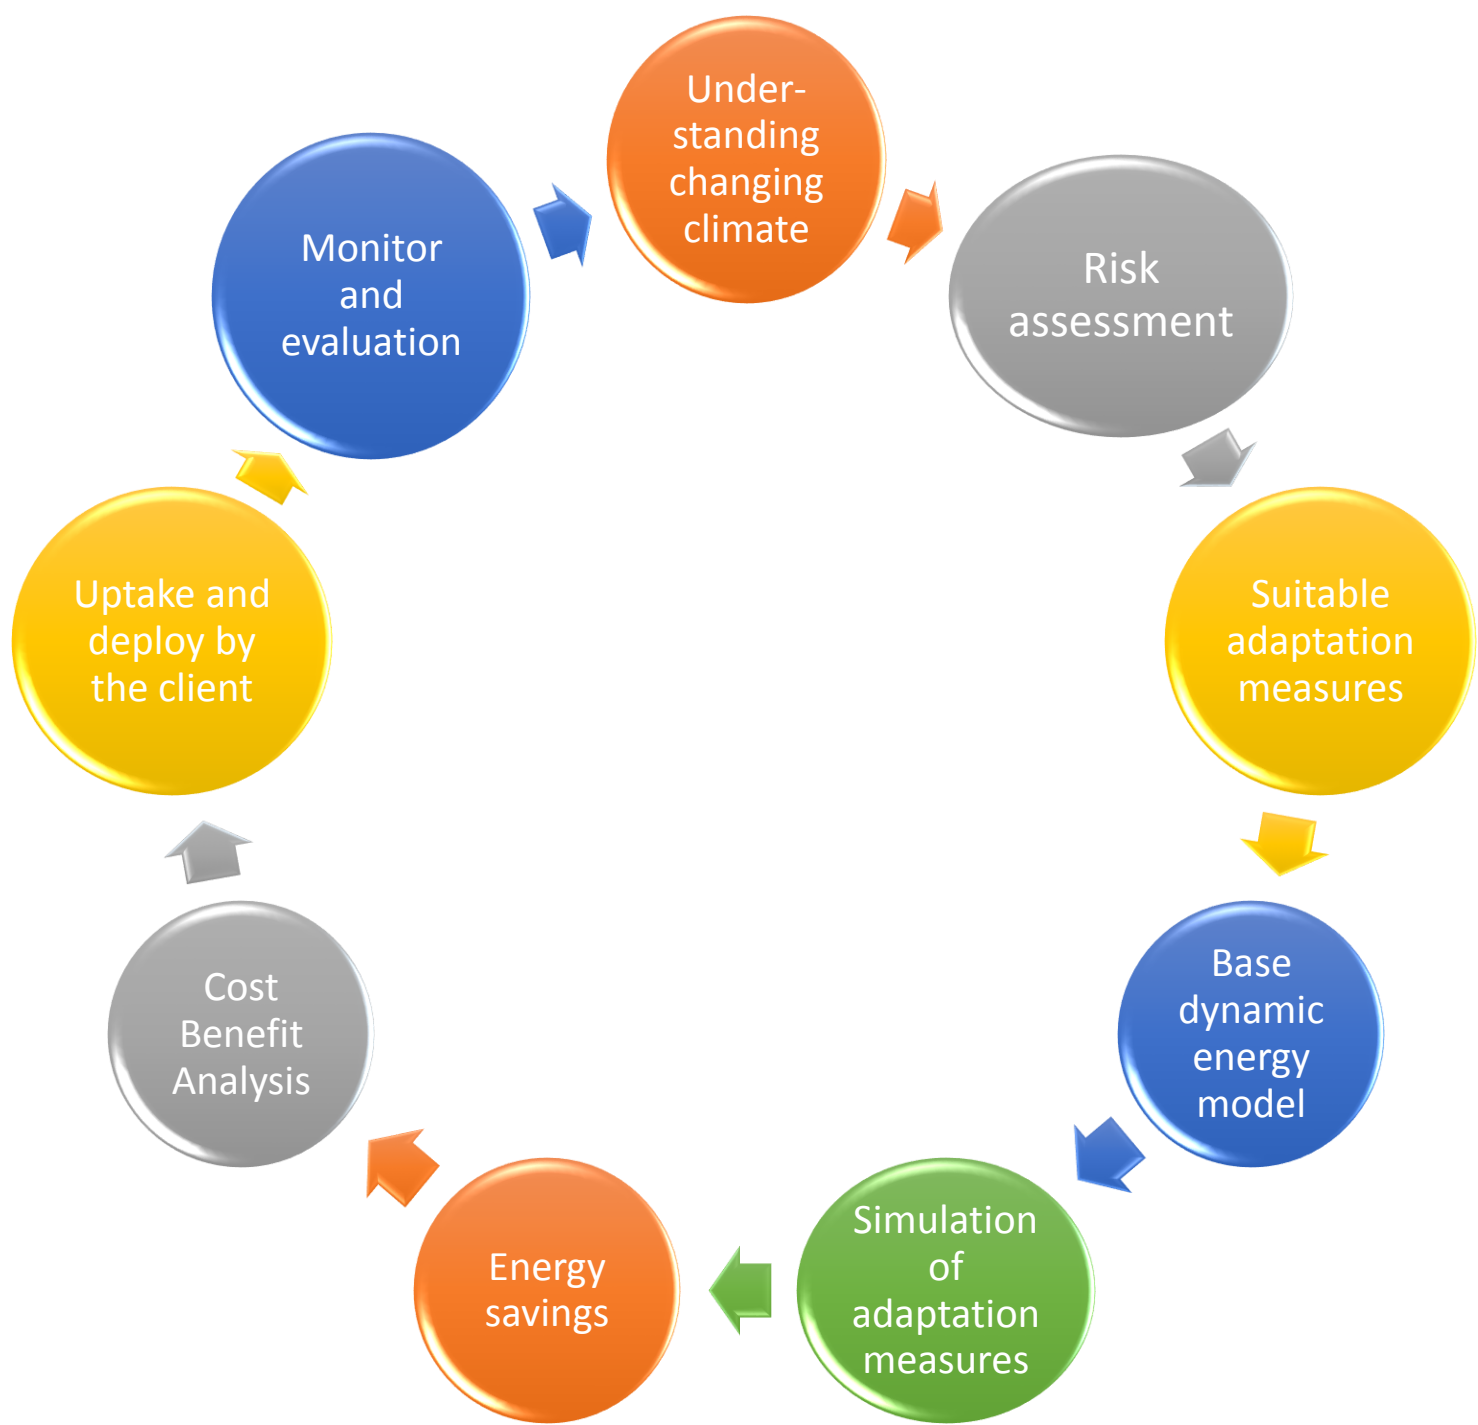 Under-
standing
changing
climate
Risk
assessment
Suitable
adaptation
measures
Base
dynamic
energy
model
Simulation
of
adaptation
measures
Energy
savings
Cost
Benefit
Analysis
Uptake and
deploy by
the client
Monitor
and
evaluation